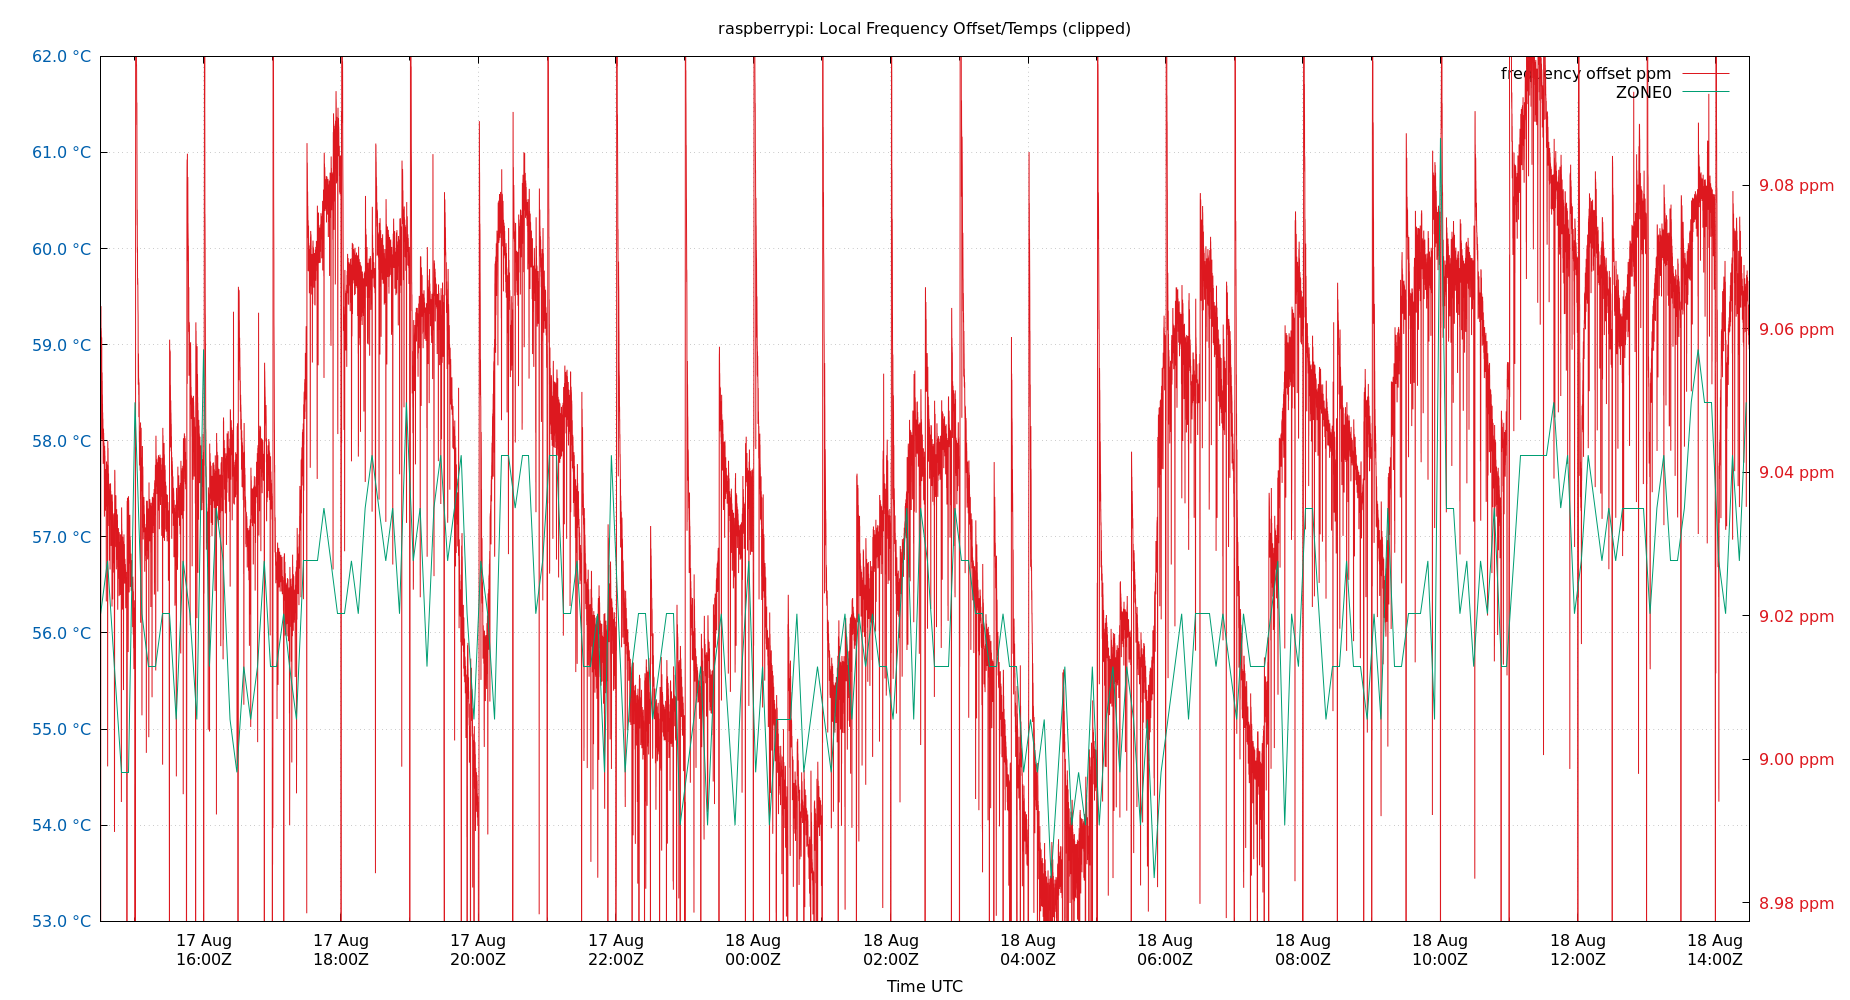 raspberrypi: Local Frequency Offset/Temps (clipped)
62.0 °C
61.0 °C
60.0 °C
59.0 °C
58.0 °C
57.0 °C
56.0 °C
55.0 °C
54.0 °C
53.0 °C
frequency offset ppm
ZONE0
9.08 ppm
9.06 ppm
9.04 ppm
9.02 ppm
9.00 ppm
8.98 ppm
17 Aug 17 Aug 17 Aug 17 Aug 18 Aug 18 Aug 18 Aug 18 Aug 18 Aug 18 Aug 18 Aug 18 Aug
16:00Z 18:00Z 20:00Z 22:00Z 00:00Z 02:00Z 04:00Z 06:00Z 08:00Z 10:00Z 12:00Z 14:00Z
Time UTC